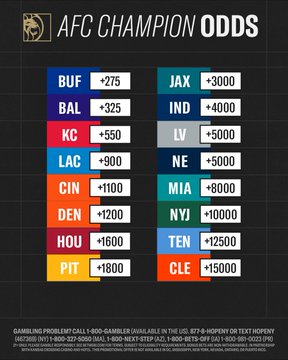 AFC CHAMPION ODDS
BUF +275
BAL +325
KC +550
LAC +900
CIN +1100
DEN +1200
HOU +1600
PIT +1800
JAX +3000
IND +4000
LV +5000
NE +5000
MIA +8000
NYJ +10000
TEN +12500
CLE +15000
GAMBLING PROBLEM? CALL 1-800-GAMBLER (AVAILABLE IN THE US), 877-8-HOPENY OR TEXT HOPENY
(467369) (NY) 1-800-327-5050 (MA), 1-800-NEXT-STEP (AZ), 1-800-BETS-OFF (IA) 1-800-981-0023 (PR)